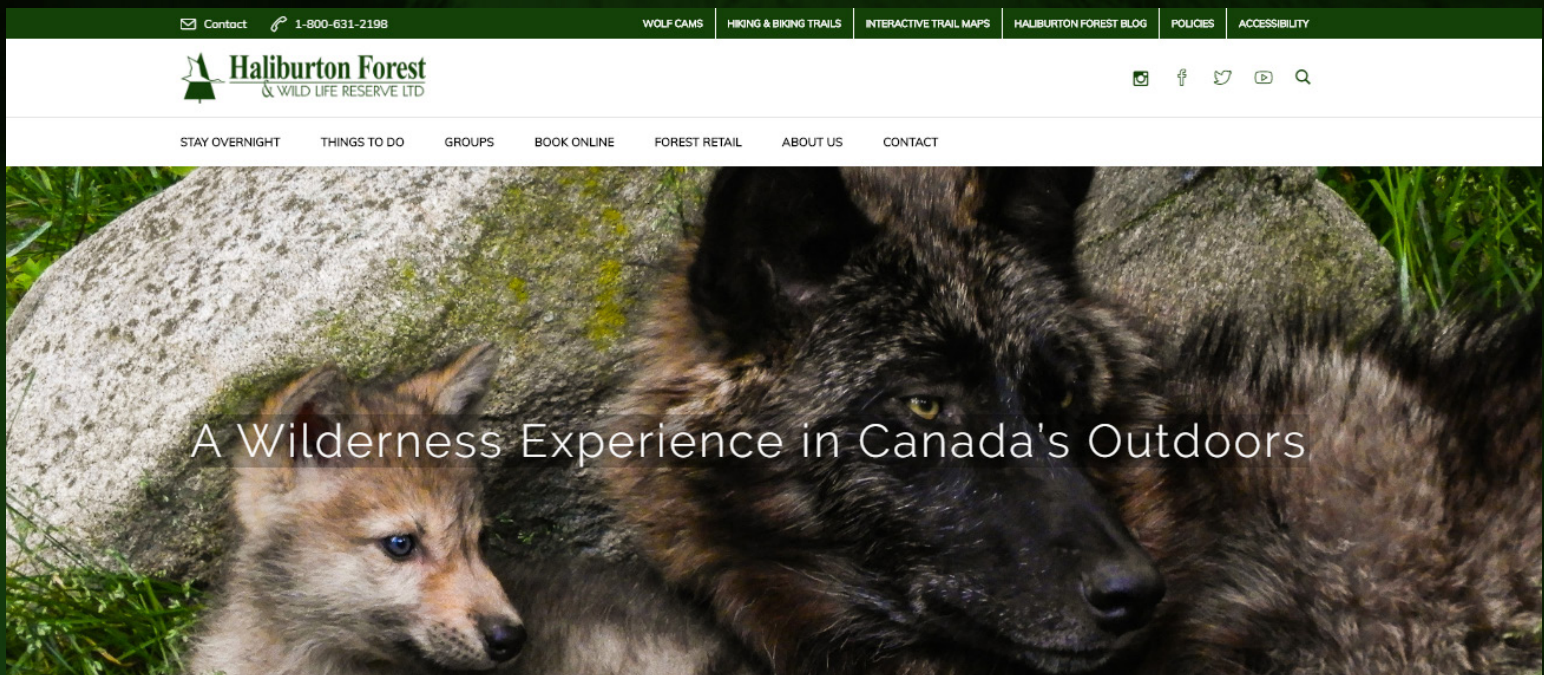 Contact 1-800-631-2198 WOLF CAMS HIKING & BIKING TRAILS INTERACTIVE TRAIL MAPS HALIBURTON FOREST BLOG POLICIES ACCESSIBILITY
Haliburton Forest
& WILD LIFE RESERVE LTD
STAY OVERNIGHT THINGS TO DO GROUPS BOOK ONLINE FOREST RETAIL ABOUT US CONTACT
A Wilderness Experience in Canada's Outdoors